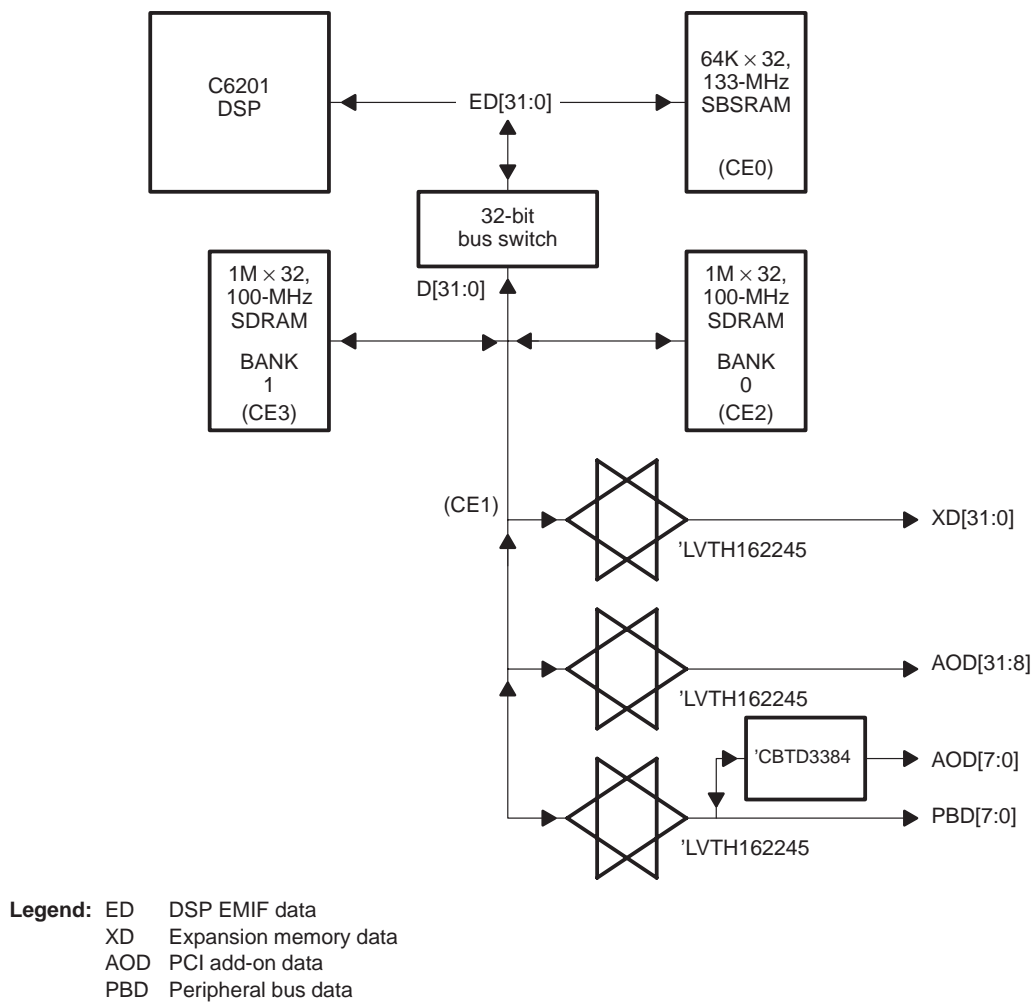 C6201
DSP
ED[31:0]
64K × 32,
133-MHz
SBSRAM
(CE0)
32-bit
bus switch
D[31:0]
1M × 32,
100-MHz
SDRAM
BANK
1
(CE3)
1M × 32,
100-MHz
SDRAM
BANK
0
(CE2)
(CE1)
XD[31:0]
'LVTH162245
AOD[31:8]
'LVTH162245
'CBTD3384
AOD[7:0]
PBD[7:0]
'LVTH162245
Legend: ED DSP EMIF data
XD Expansion memory data
AOD PCI add-on data
PBD Peripheral bus data